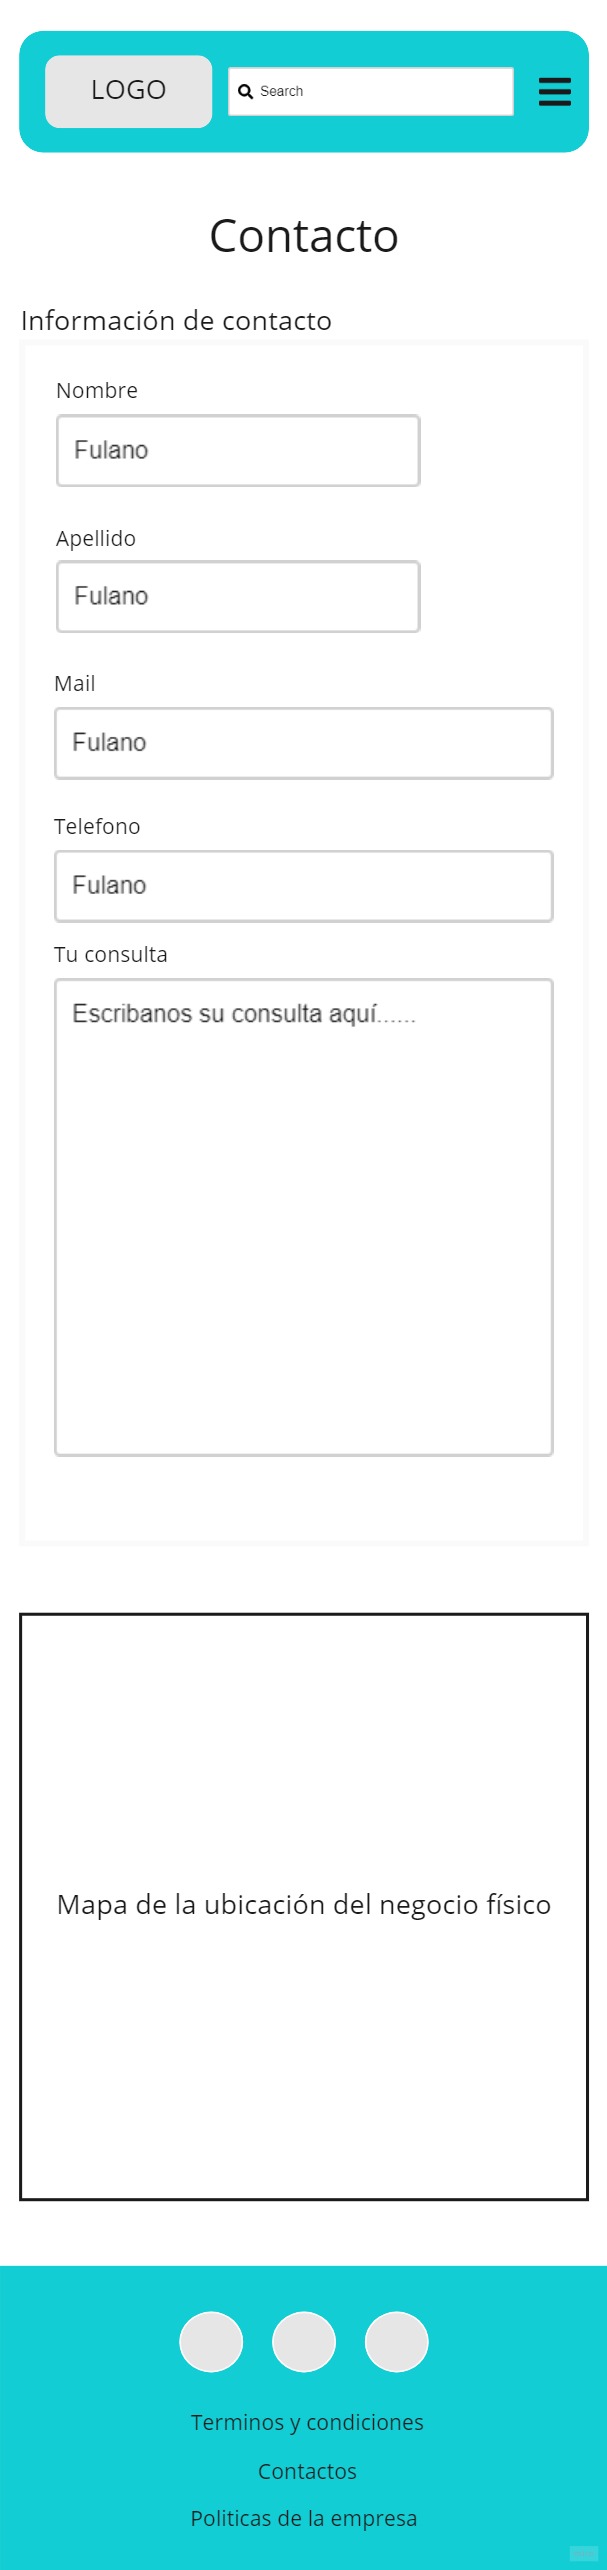 LOGO
Search
Contacto
Información de contacto
Nombre
Fulano
Apellido
Fulano
Mail
Fulano
Telefono
Fulano
Tu consulta
Escribanos su consulta aquí......
Mapa de la ubicación del negocio físico
Terminos y condiciones
Contactos
Politicas de la empresa